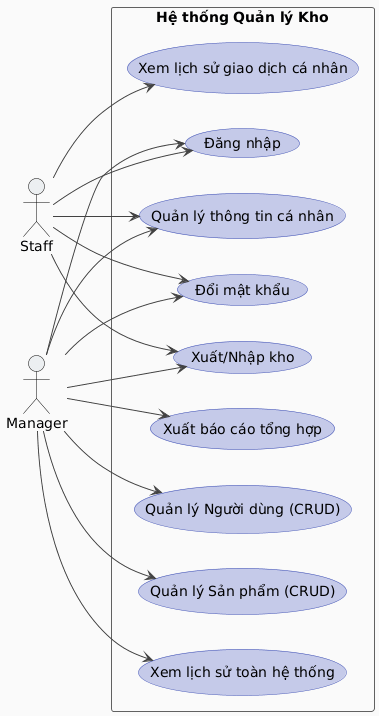 Hệ thống Quản lý Kho
Xem lịch sử giao dịch cá nhân
Đăng nhập
Quản lý thông tin cá nhân
Staff
Đổi mật khẩu
Xuất/Nhập kho
Manager
Xuất báo cáo tổng hợp
Quản lý Người dùng (CRUD)
Quản lý Sản phẩm (CRUD)
Xem lịch sử toàn hệ thống